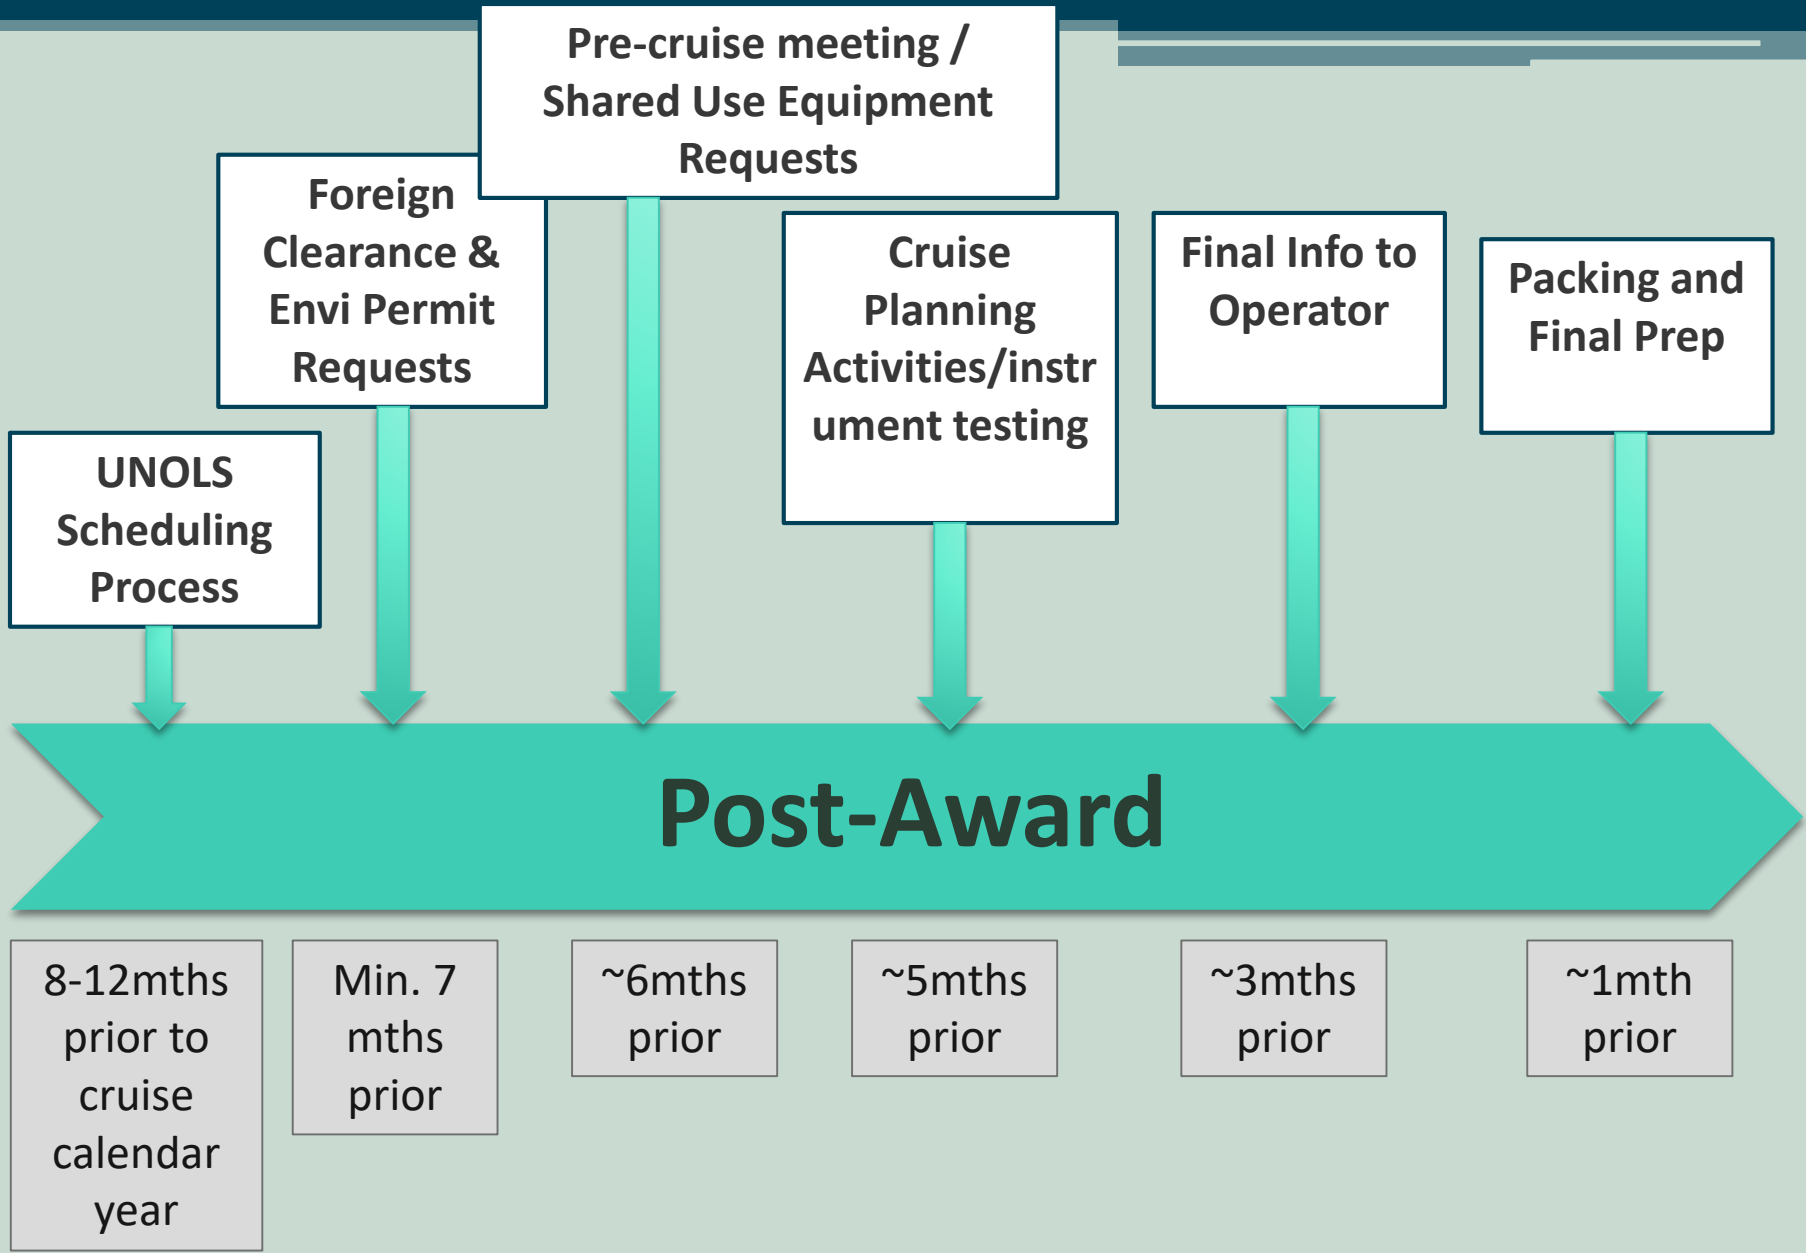 Pre-cruise meeting /
Shared Use Equipment
Requests
Foreign
Clearance &
Envi Permit
Requests
Cruise
Planning
Activities/instr
ument testing
Final Info to
Operator
Packing and
Final Prep
UNOLS
Scheduling
Process
Post-Award
8-12mths
prior to
cruise
calendar
year
Min. 7
mths
prior
~6mths
prior
~5mths
prior
~3mths
prior
~1mth
prior